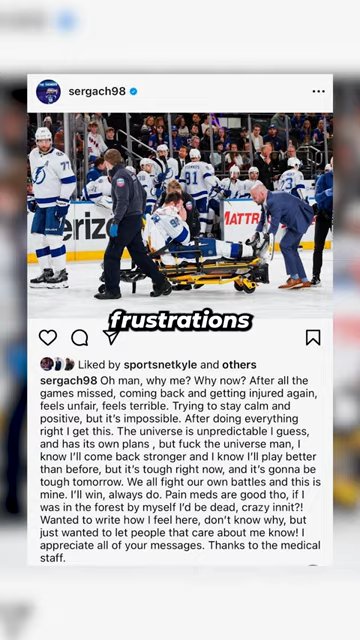 sergach98
77
91
73
98
erizo
MATTR
frustrations
Liked by sportsnetkyle and others
sergach98 Oh man, why me? Why now? After all the
games missed, coming back and getting injured again,
feels unfair, feels terrible. Trying to stay calm and
positive, but it's impossible. After doing everything
right I get this. The universe is unpredictable I guess,
and has its own plans , but fuck the universe man, I
know I'll come back stronger and I know I'll play better
than before, but it's tough right now, and it's gonna be
tough tomorrow. We all fight our own battles and this is
mine. I'll win, always do. Pain meds are good tho, if I
was in the forest by myself I'd be dead, crazy innit?!
Wanted to write how I feel here, don't know why, but
just wanted to let people that care about me know! I
appreciate all of your messages. Thanks to the medical
staff.